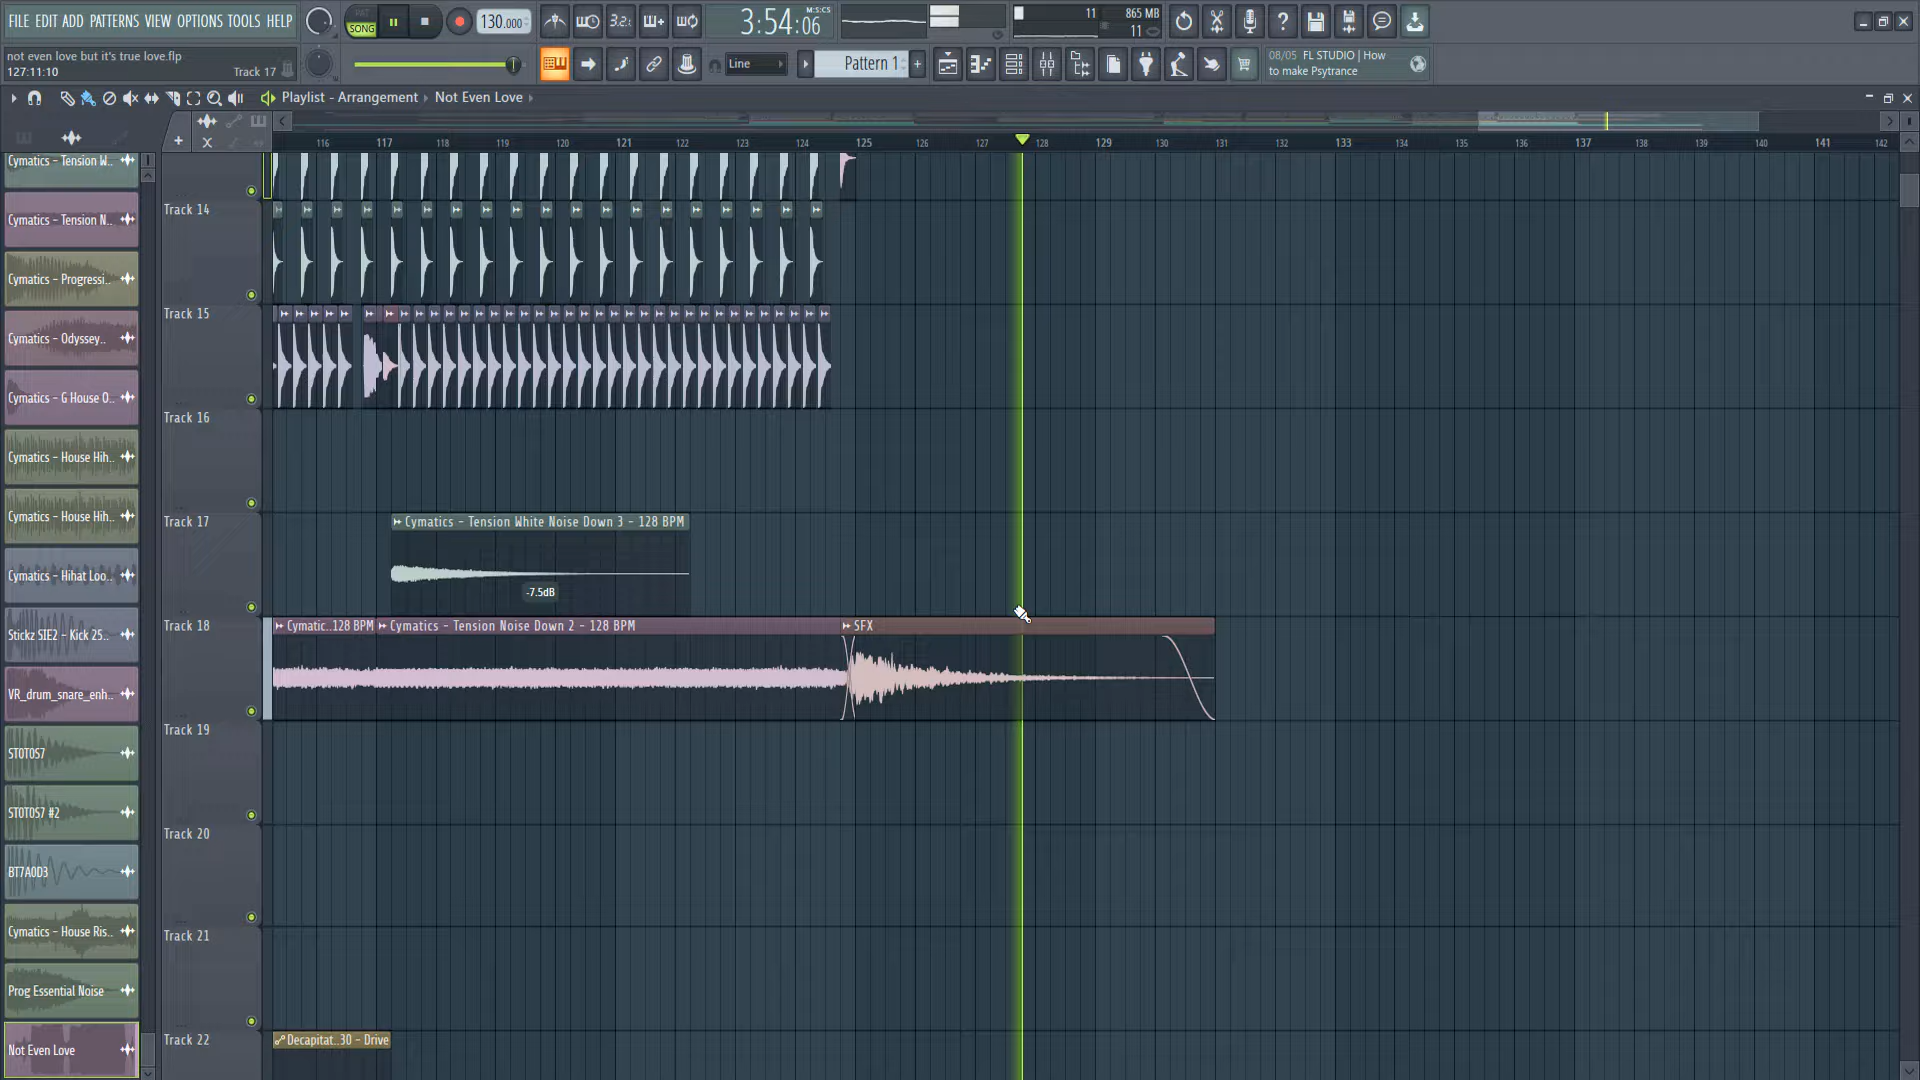 FILE EDIT ADD PATTERNS VIEW OPTIONS TOOLS HELP
PAT
SONG
130.000
3:54:06
M:S:CS
11
865 MB
11
not even love but it's true love.flp
127:11:10
Track 17
Line
Pattern 1
08/05 FL STUDIO | How
to make Psytrance
Playlist - Arrangement › Not Even Love ›
116 117 118 119 120 121 122 123 124 125 126 127 128 129 130 131 132 133 134 135 136 137 138 139 140 141 142
Cymatics - Tension W..
Cymatics - Tension N..
Cymatics - Progressi..
Cymatics - Odyssey..
Cymatics - G House O..
Cymatics - House Hih..
Cymatics - House Hih..
Cymatics - Hihat Loo..
Stickz SIE2 - Kick 25..
VR_drum_snare_enh..
STOTOS7
STOTOS7 #2
BT7A0D3
Cymatics - House Ris..
Prog Essential Noise
Not Even Love
Track 14
Track 15
Track 16
Track 17
Cymatics - Tension White Noise Down 3 - 128 BPM
-7.5dB
Track 18
Cymatic..128 BPM
Cymatics - Tension Noise Down 2 - 128 BPM
SFX
Track 19
Track 20
Track 21
Track 22
Decapitat..30 - Drive